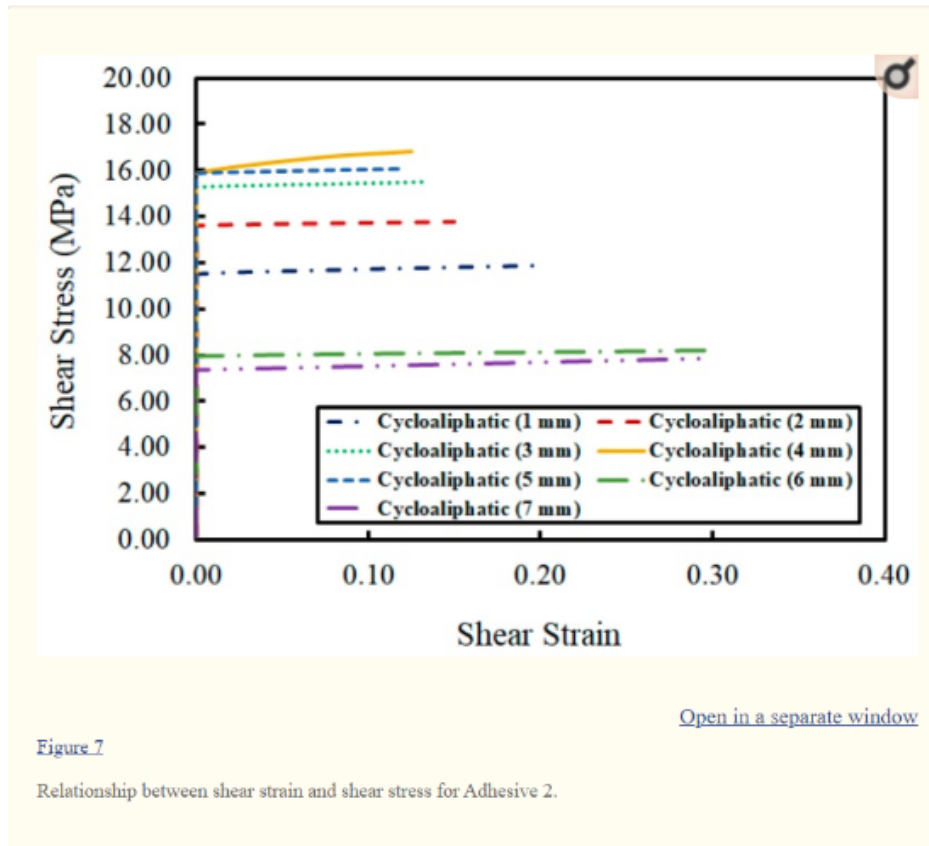 20.00
18.00
16.00
14.00
12.00
10.00
8.00
6.00
4.00
2.00
0.00
Shear Stress (MPa)
Cycloaliphatic (1 mm) Cycloaliphatic (2 mm)
Cycloaliphatic (3 mm) Cycloaliphatic (4 mm)
Cycloaliphatic (5 mm) Cycloaliphatic (6 mm)
Cycloaliphatic (7 mm)
0.00 0.10 0.20 0.30 0.40
Shear Strain
Open in a separate window
Figure 7
Relationship between shear strain and shear stress for Adhesive 2.